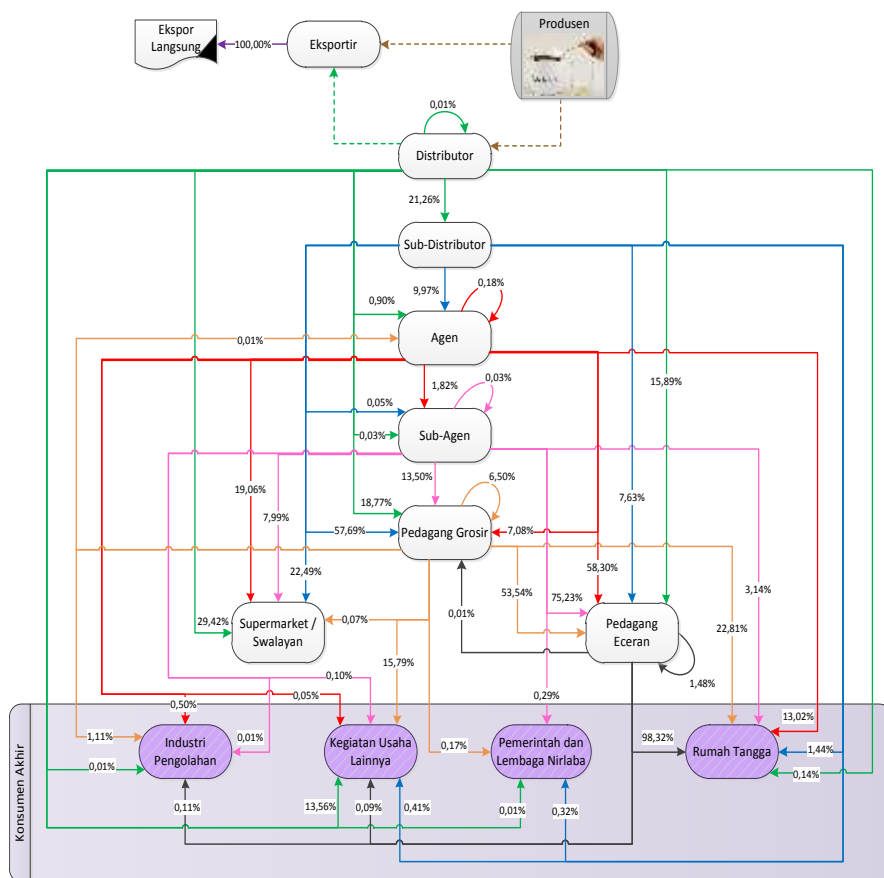 Produsen
Ekspor
Langsung
100,00%
Eksportir
0,01%
Distributor
21,26%
Sub-Distributor
9,97%
0,18%
0,90%
0,01%
Agen
1,82%
0,03%
15,89%
0,05%
0,03%
Sub-Agen
13,50%
6,50%
19,06%
7,99%
18,77%
7,63%
57,69%
Pedagang Grosir
7,08%
22,49%
58,30%
3,14%
53,54%
75,23%
0,01%
29,42%
Supermarket /
Swalayan
0,07%
Pedagang
Eceran
22,81%
15,79%
1,48%
0,10%
0,50%
0,05%
0,29%
13,02%
Konsumen Akhir
1,11%
Industri
Pengolahan
0,01%
Kegiatan Usaha
Lainnya
0,17%
Pemerintah dan
Lembaga Nirlaba
98,32%
Rumah Tangga
1,44%
0,01%
0,14%
0,11%
13,56%
0,09%
0,41%
0,01%
0,32%